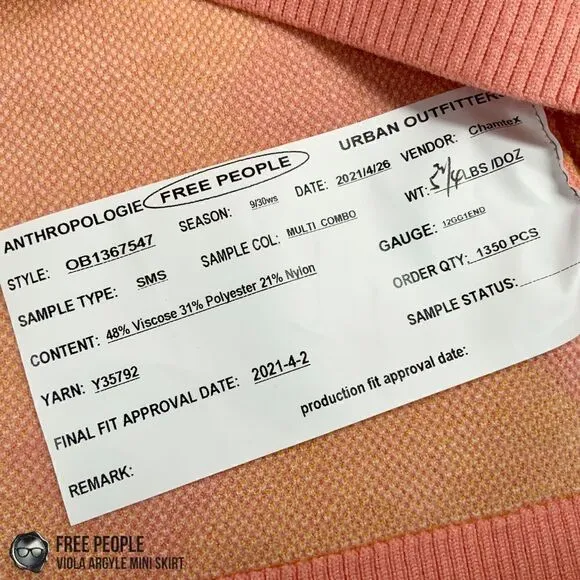 ANTHROPOLOGIE FREE PEOPLE URBAN OUTFITTER
STYLE: OB1367547 SEASON: 9/30ws DATE: 2021/4/26 VENDOR: Chamtex
SAMPLE TYPE: SMS SAMPLE COL: MULTI COMBO WT: LBS /DOZ
CONTENT: 48% Viscose 31% Polyester 21% Nylon GAUGE: 12GG1END
YARN: Y35792 ORDER QTY: 1350 PCS
FINAL FIT APPROVAL DATE: 2021-4-2 SAMPLE STATUS:
REMARK: production fit approval date:
FREE PEOPLE
VIOLA ARGYLE MINI SKIRT